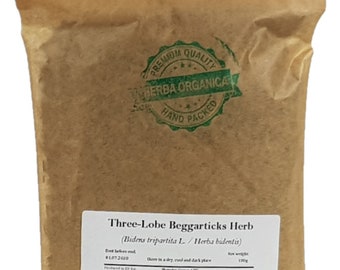 PREMIUM QUALITY
HERBA ORGANICA
HAND PACKED
Three-Lobe Beggarticks Herb
(Bidens tripartita L. / Herba bidentis)
Best before end:
Net weight:
Store in a dry, cool and dark place